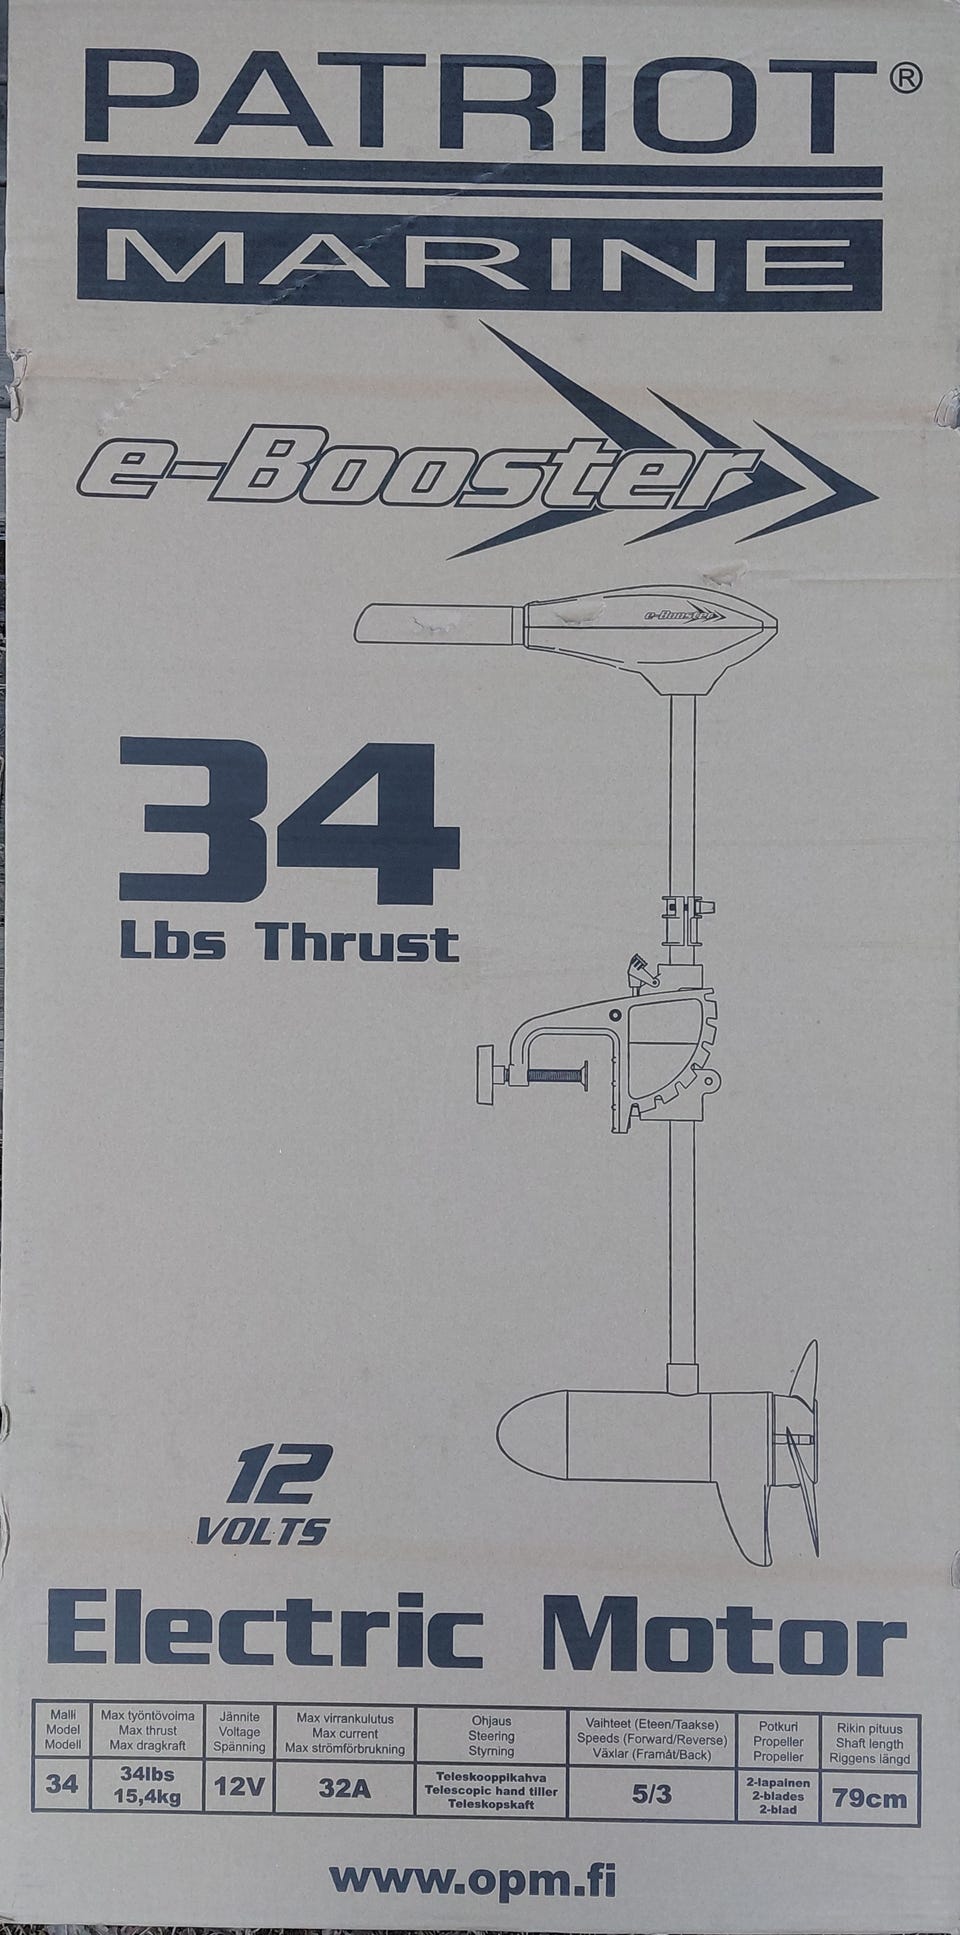 PATRIOT®
MARINE
e-Booster
e-Booster
34
Lbs Thrust
12
VOLTS
Electric Motor
Malli
Model
Modell
Max työntövoima
Max thrust
Max dragkraft
Jännite
Voltage
Spänning
Max virrankulutus
Max current
Max strömförbrukning
Ohjaus
Steering
Styrning
Vaihteet (Eteen/Taakse)
Speeds (Forward/Reverse)
Växlar (Framåt/Back)
Potkuri
Propeller
Propeller
Rikin pituus
Shaft length
Riggens längd
34
34lbs
15,4kg
12V
32A
Teleskooppikahva
Telescopic hand tiller
Teleskopskaft
5/3
2-lapainen
2-blades
2-blad
79cm
www.opm.fi